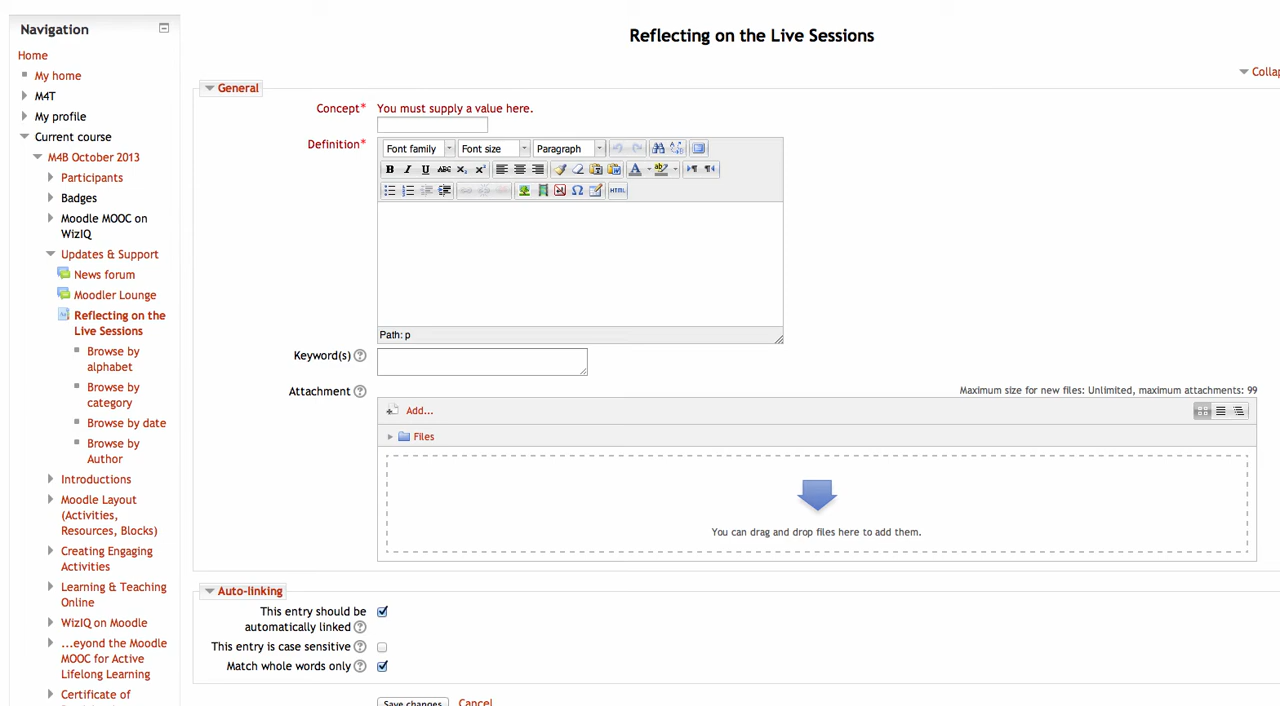 Navigation
Home
My home
M4T
My profile
Current course
M4B October 2013
Participants
Badges
Moodle MOOC on
WizIQ
Updates & Support
News forum
Moodler Lounge
Reflecting on the
Live Sessions
Browse by
alphabet
Browse by
category
Browse by date
Browse by
Author
Introductions
Moodle Layout
(Activities,
Resources, Blocks)
Creating Engaging
Activities
Learning & Teaching
Online
WizIQ on Moodle
...eyond the Moodle
MOOC for Active
Lifelong Learning
Certificate of
Reflecting on the Live Sessions
Collap
General
Concept* You must supply a value here.
Definition*
Font family Font size Paragraph
B I U ABC X₂ X²
A ab
Ω HTML
Path: p
Keyword(s)
Attachment
Maximum size for new files: Unlimited, maximum attachments: 99
Add...
Files
You can drag and drop files here to add them.
Auto-linking
This entry should be
automatically linked
This entry is case sensitive
Match whole words only
Save changes Cancel